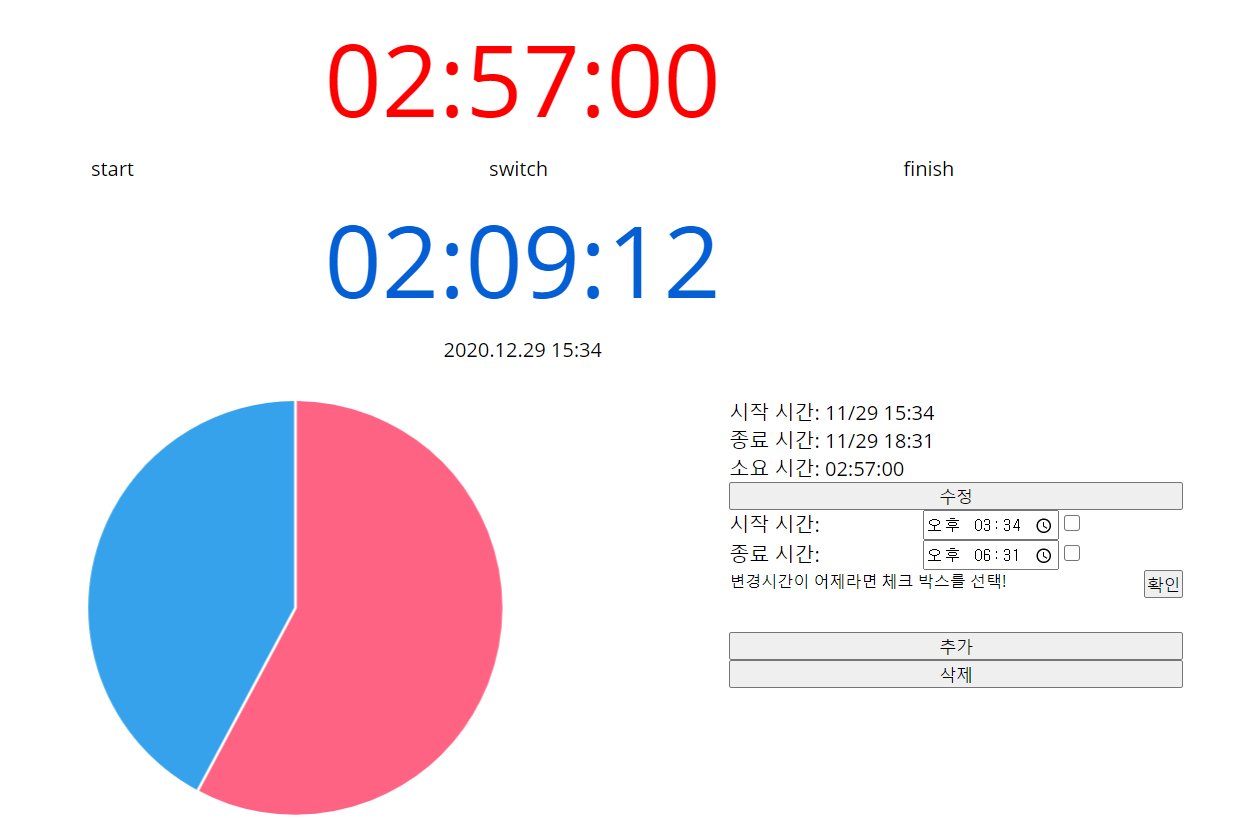 02:57:00
start switch finish
02:09:12
2020.12.29 15:34
시작 시간: 11/29 15:34
종료 시간: 11/29 18:31
소요 시간: 02:57:00
수정
시작 시간: 오후 03:34
종료 시간: 오후 06:31
변경시간이 어제라면 체크 박스를 선택! 확인
추가
삭제